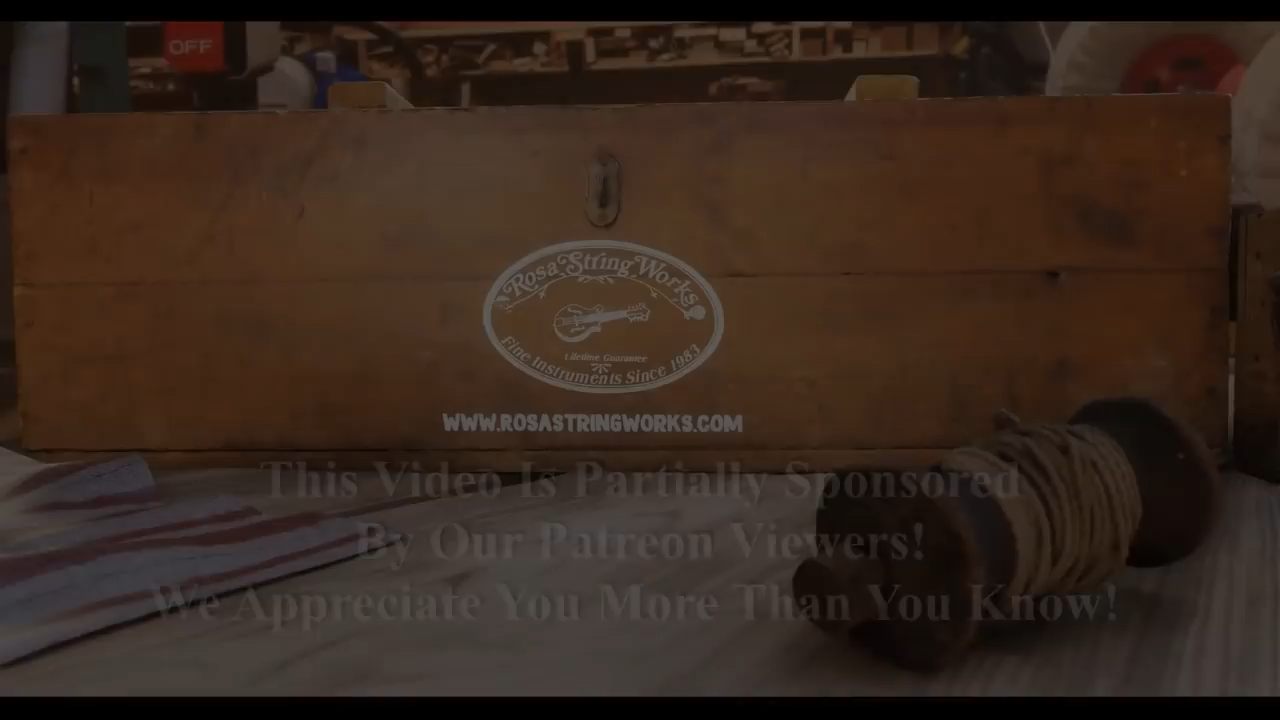 OFF
Rosa String Works
Lifetime Guarantee
Fine Instruments Since 1983
WWW.ROSASTRINGWORKS.COM
This Video Is Partially Sponsored
By Our Patreon Viewers!
We Appreciate You More Than You Know!